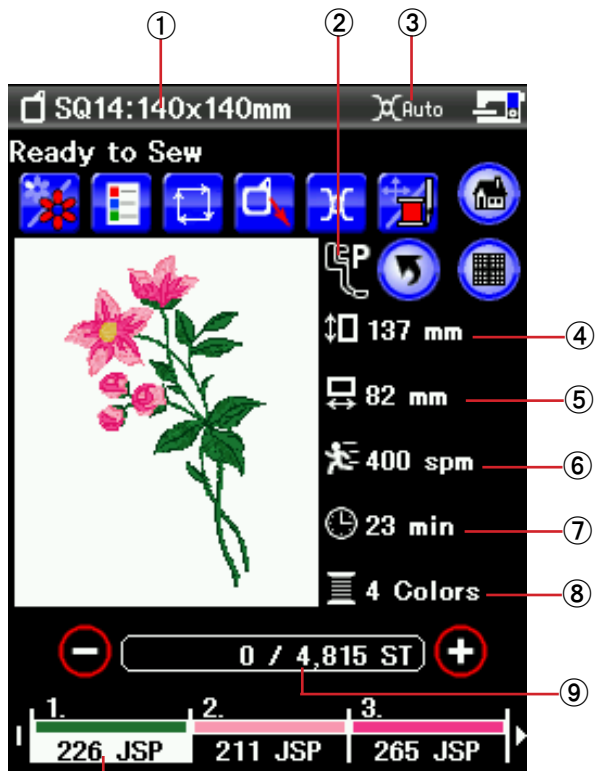 ① ② ③
SQ14:140x140mm Auto
Ready to Sew
P
137 mm ④
82 mm ⑤
400 spm ⑥
23 min ⑦
4 Colors ⑧
0 / 4,815 ST
⑨
1. 2. 3.
226 JSP 211 JSP 265 JSP